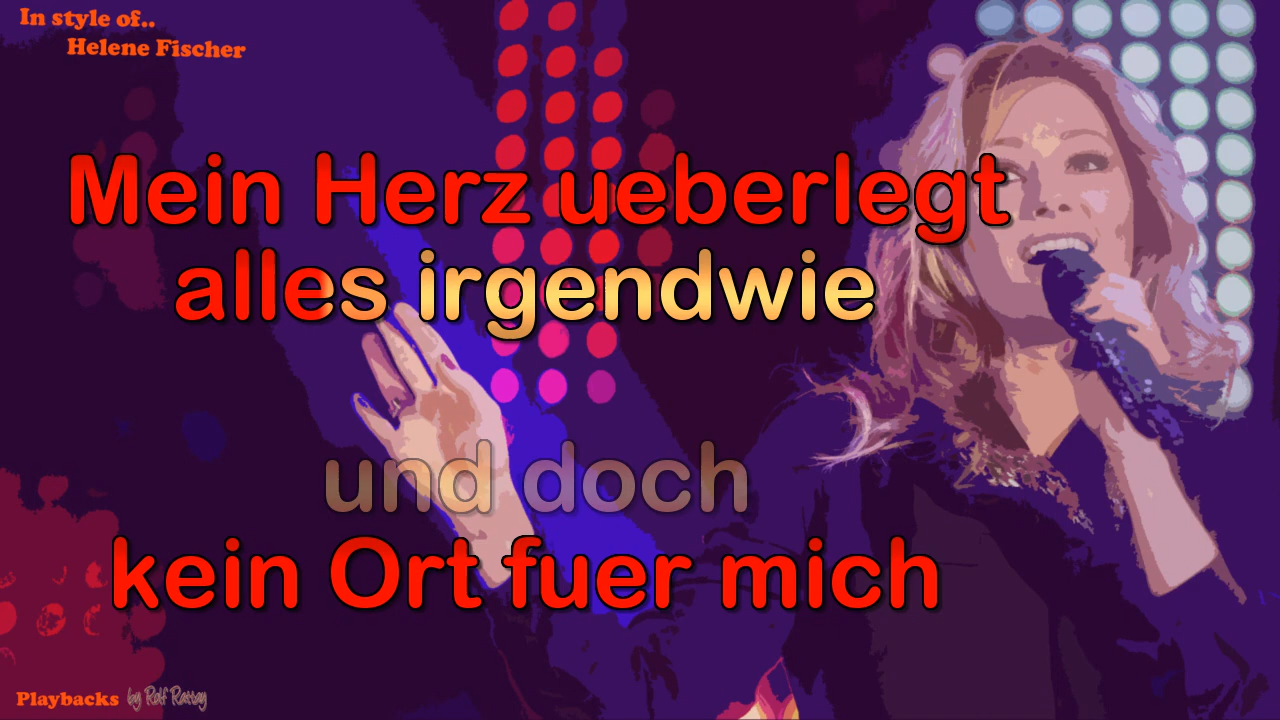 In style of..
Helene Fischer
Mein Herz ueberlegt
alles irgendwie
und doch
kein Ort fuer mich
Playbacks by Rolf Rattay